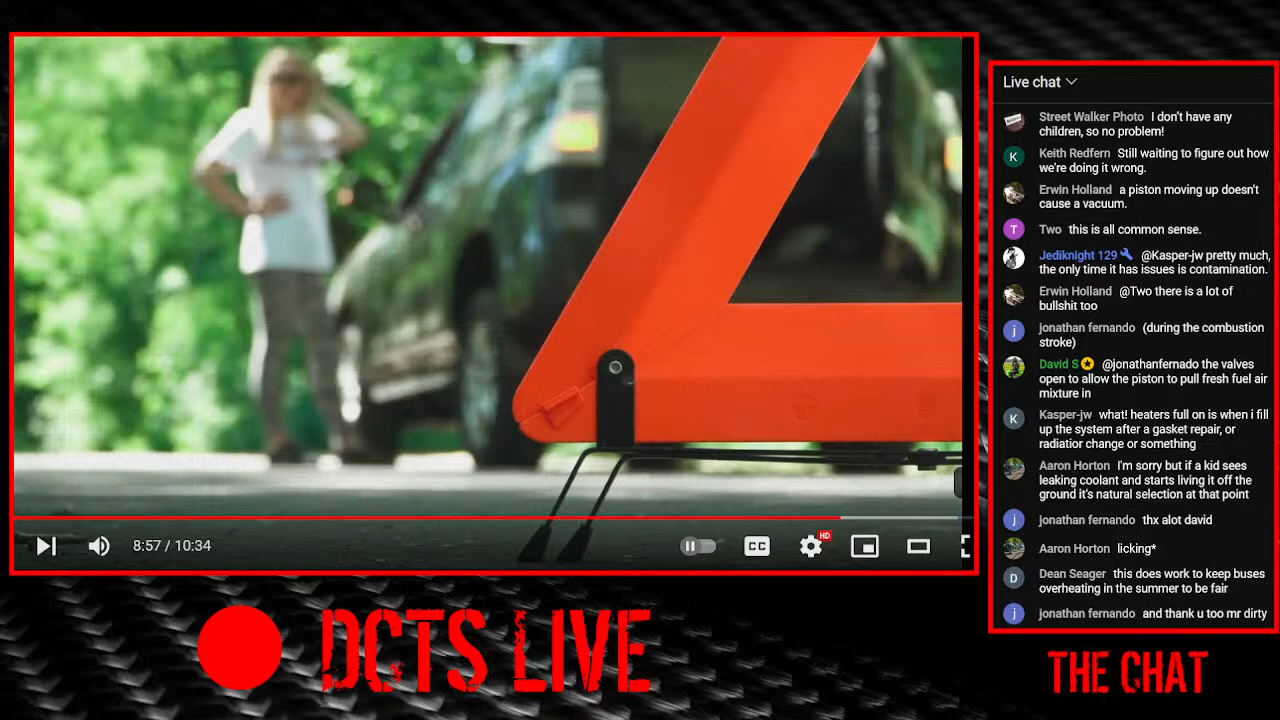 Live chat
Street Walker Photo I don't have any
children, so no problem!
K Keith Redfern Still waiting to figure out how
we're doing it wrong.
Erwin Holland a piston moving up doesn't
cause a vacuum.
T Two this is all common sense.
Jediknight 129 @Kasper-jw pretty much,
the only time it has issues is contamination.
Erwin Holland @Two there is a lot of
bullshit too
j jonathan fernando (during the combustion
stroke)
David S @jonathanfernado the valves
open to allow the piston to pull fresh fuel air
mixture in
K Kasper-jw what! heaters full on is when i fill
up the system after a gasket repair, or
radiatior change or something
Aaron Horton I'm sorry but if a kid sees
leaking coolant and starts living it off the
ground it's natural selection at that point
j jonathan fernando thx alot david
Aaron Horton licking*
D Dean Seager this does work to keep buses
overheating in the summer to be fair
j jonathan fernando and thank u too mr dirty
8:57 / 10:34
CC
HD
DCTS LIVE
THE CHAT